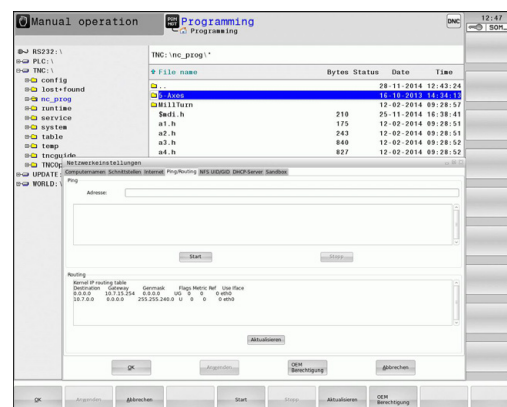 Manual operation
Programming
Programming
DNC
12:47
RS232:\
PLC:\
TNC:\
config
lost+found
nc_prog
runtime
service
system
table
temp
tncguide
UPDATE:
WORLD:\
TNC:\nc_prog\*
File name Bytes Status Date Time
.. 28-11-2014 12:43:24
5-Axes 16-10-2013 14:34:13
MillTurn 12-02-2014 09:28:57
$mdi.h 210 25-11-2014 16:38:41
a1.h 175 12-02-2014 09:28:51
a2.h 243 12-02-2014 09:28:51
a3.h 840 12-02-2014 09:28:52
a4.h 827 12-02-2014 09:28:52
Netzwerkeinstellungen
Computernamen Schnittstellen Internet Ping/Routing NFS UID/GID DHCP-Server Sandbox
Ping
Adresse:
Start Stopp
Routing
Kernel IP routing table
Destination Gateway Genmask Flags Metric Ref Use Iface
0.0.0.0 10.7.15.254 0.0.0.0 UG 0 0 0 eth0
10.7.0.0 0.0.0.0 255.255.240.0 U 0 0 0 eth0
Aktualisieren
OK Anwenden OEM Berechtigung Abbrechen
OK Anwenden Abbrechen Start Stopp Aktualisieren OEM Berechtigung